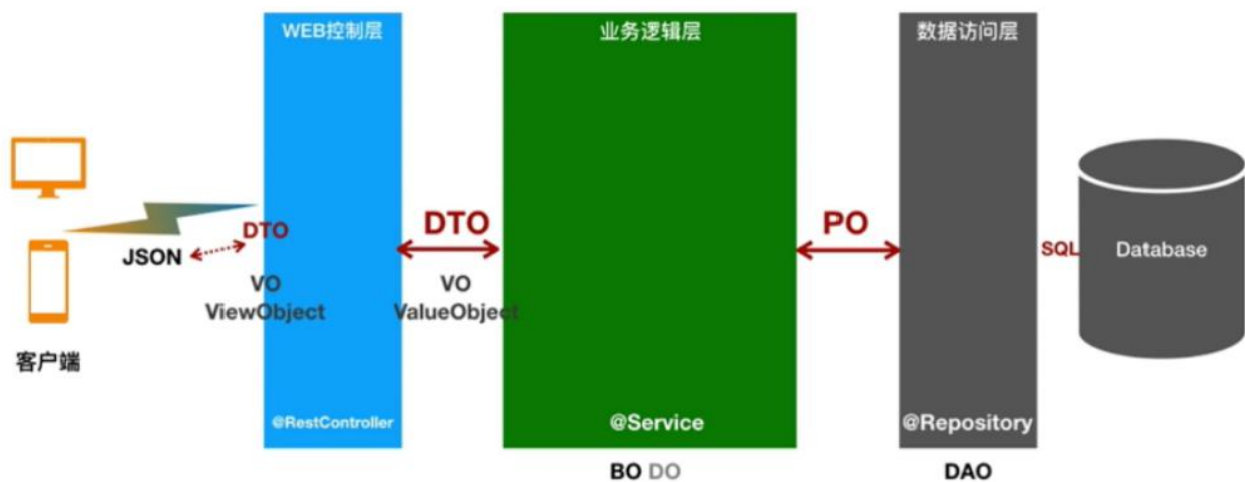 WEB控制层
业务逻辑层
数据访问层
DTO
JSON
VO
ViewObject
DTO
VO
ValueObject
PO
SQL
Database
客户端
@RestController
@Service
@Repository
BO DO
DAO